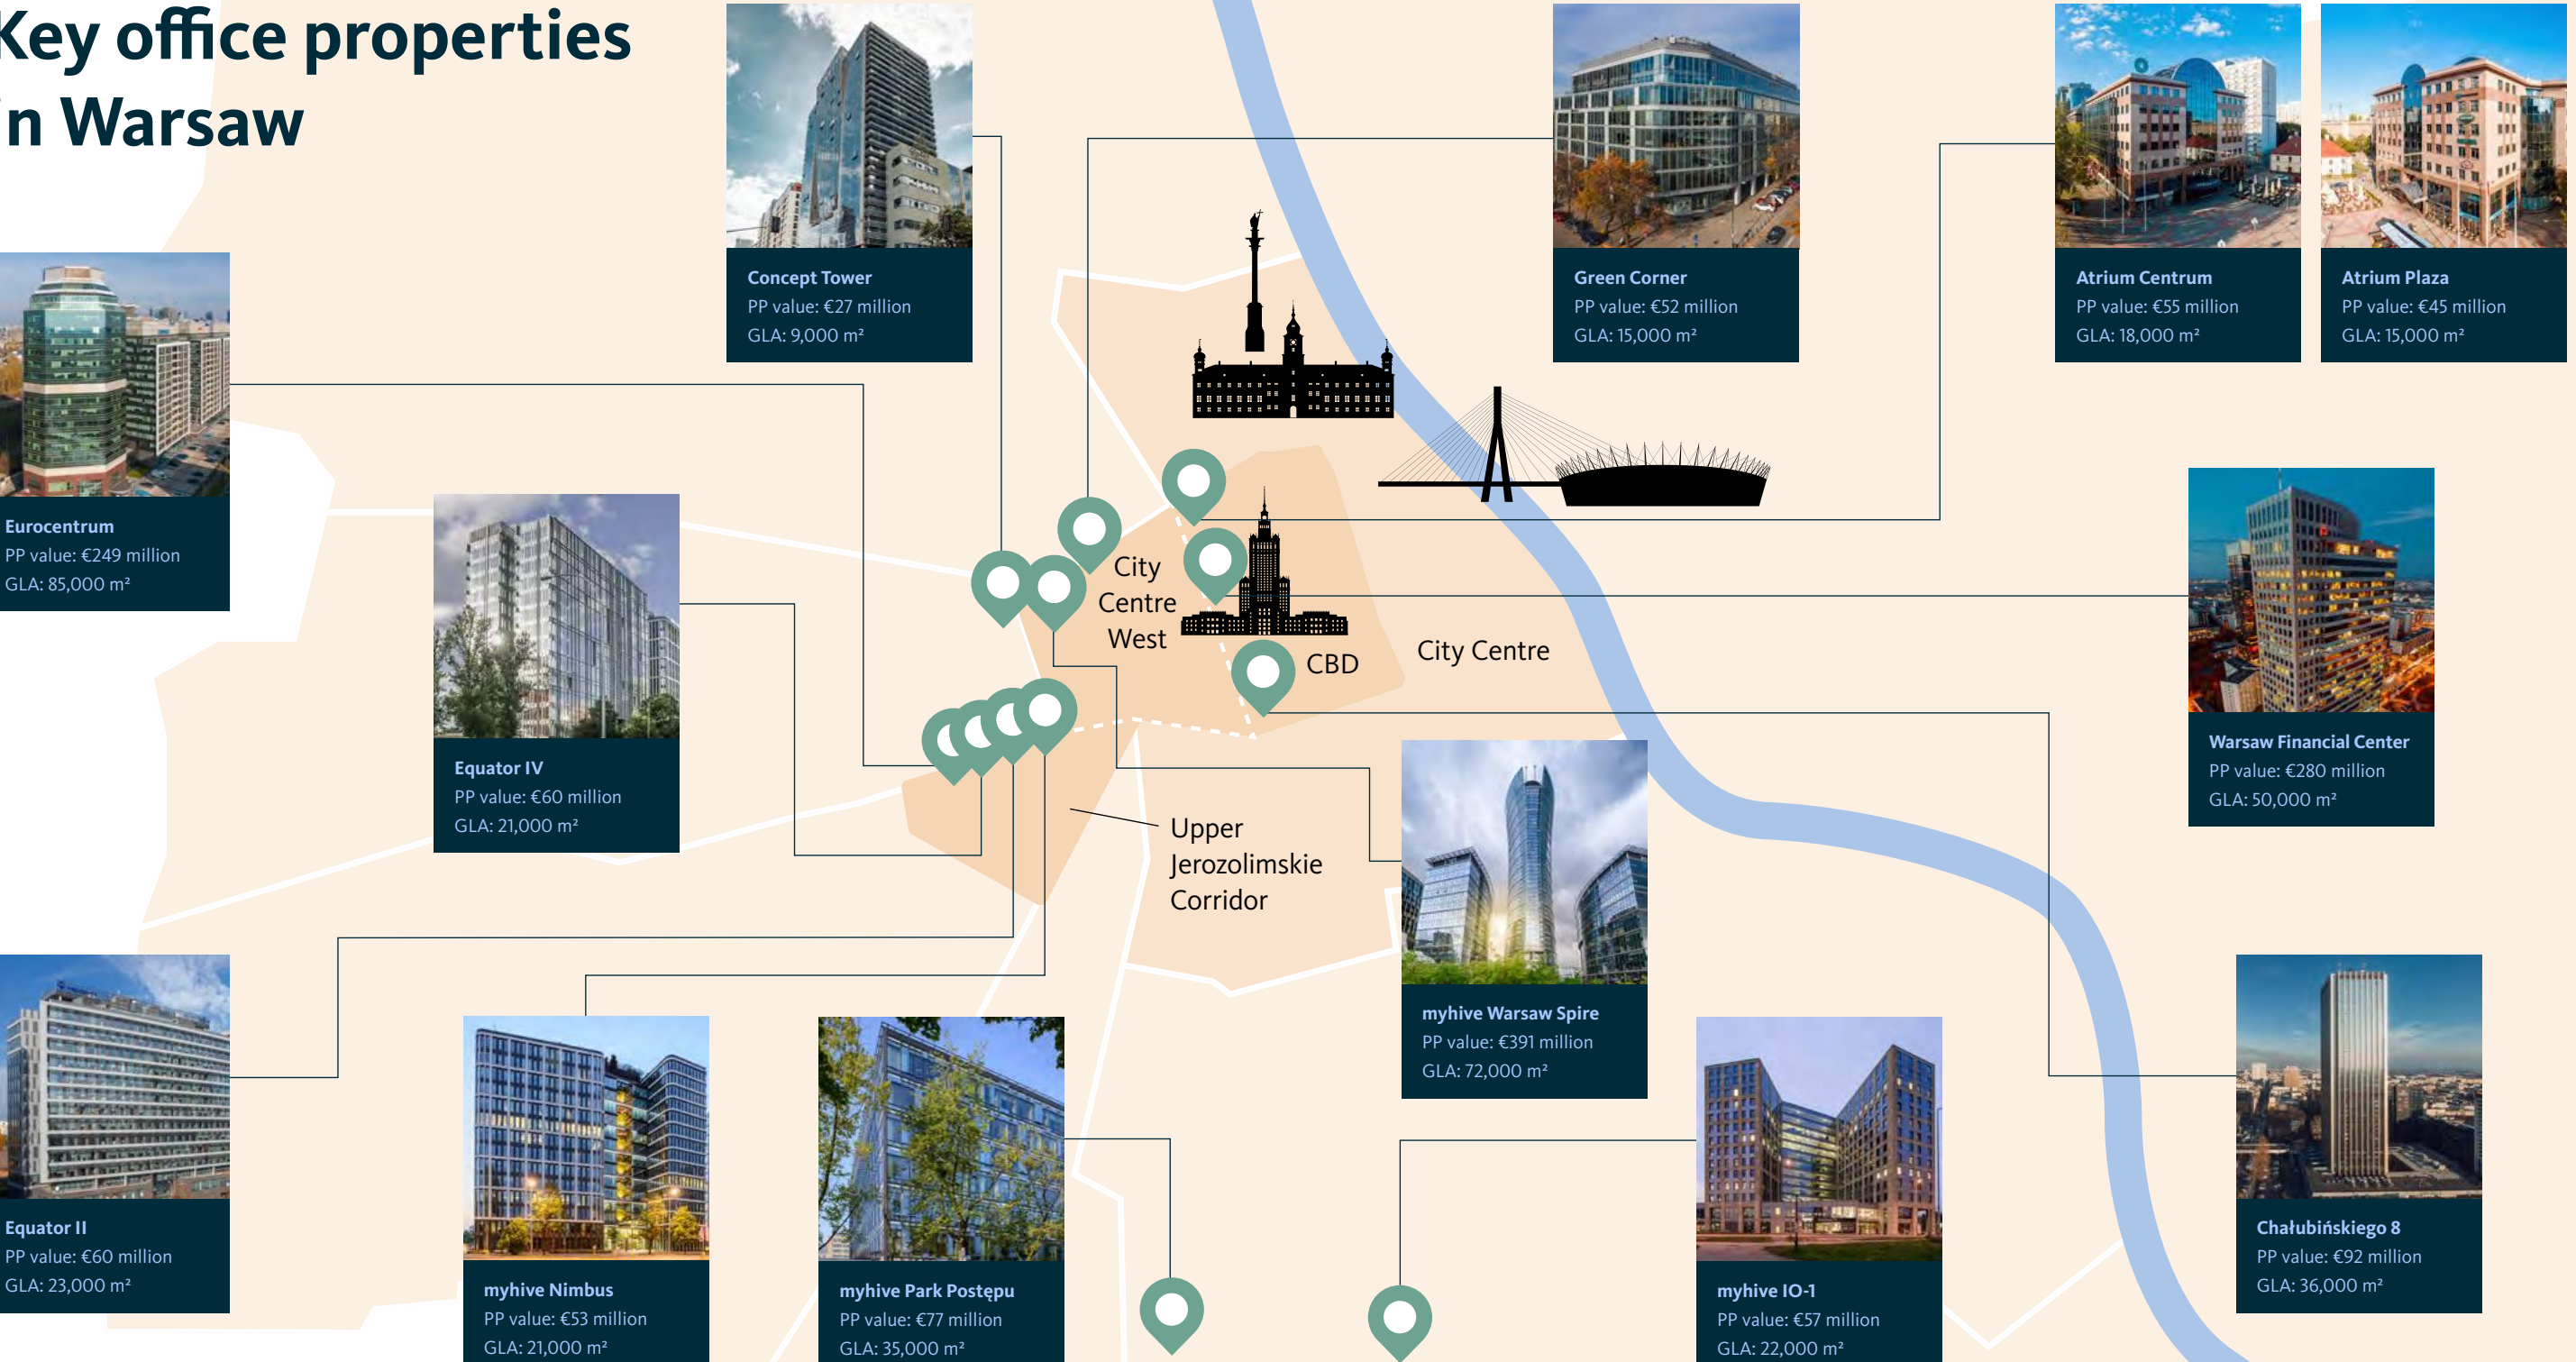 Key office properties
in Warsaw
Concept Tower
PP value: €27 million
GLA: 9,000 m²
Green Corner
PP value: €52 million
GLA: 15,000 m²
Atrium Centrum
PP value: €55 million
GLA: 18,000 m²
Atrium Plaza
PP value: €45 million
GLA: 15,000 m²
Eurocentrum
PP value: €249 million
GLA: 85,000 m²
Equator IV
PP value: €60 million
GLA: 21,000 m²
City
Centre
West
CBD
City Centre
Upper
Jerozolimskie
Corridor
Warsaw Financial Center
PP value: €280 million
GLA: 50,000 m²
myhive Warsaw Spire
PP value: €391 million
GLA: 72,000 m²
Equator II
PP value: €60 million
GLA: 23,000 m²
myhive Nimbus
PP value: €53 million
GLA: 21,000 m²
myhive Park Postępu
PP value: €77 million
GLA: 35,000 m²
myhive IO-1
PP value: €57 million
GLA: 22,000 m²
Chałubińskiego 8
PP value: €92 million
GLA: 36,000 m²